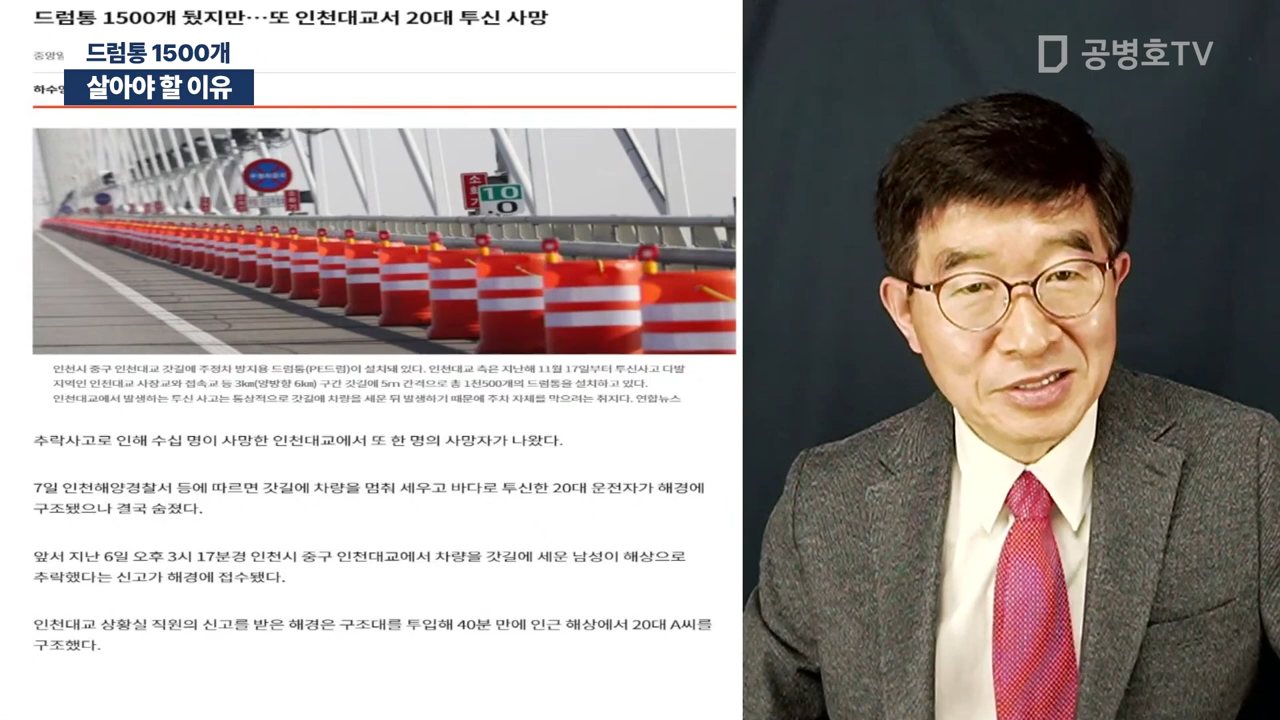 드럼통 1500개 뒀지만…또 인천대교서 20대 투신 사망
중앙일
드럼통 1500개
하수일
살아야 할 이유
공병호TV
소화기
10
0
인천시 중구 인천대교 갓길에 주정차 방지용 드럼통(PE드럼)이 설치돼 있다. 인천대교 측은 지난해 11월 17일부터 투신사고 다발
지역인 인천대교 사장교와 접속교 등 3km(양방향 6km) 구간 갓길에 5m 간격으로 총 1천500개의 드럼통을 설치하고 있다.
인천대교에서 발생하는 투신 사고는 통상적으로 갓길에 차량을 세운 뒤 발생하기 때문에 주차 자체를 막으려는 취지다. 연합뉴스
추락사고로 인해 수십 명이 사망한 인천대교에서 또 한 명의 사망자가 나왔다.
7일 인천해양경찰서 등에 따르면 갓길에 차량을 멈춰 세우고 바다로 투신한 20대 운전자가 해경에
구조됐으나 결국 숨졌다.
앞서 지난 6일 오후 3시 17분경 인천시 중구 인천대교에서 차량을 갓길에 세운 남성이 해상으로
추락했다는 신고가 해경에 접수됐다.
인천대교 상황실 직원의 신고를 받은 해경은 구조대를 투입해 40분 만에 인근 해상에서 20대 A씨를
구조했다.